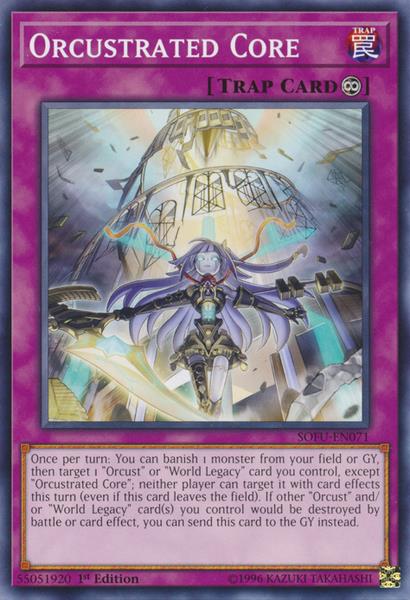 ORCUSTRATED CORE
TRAP
罠
[TRAP CARD]
SOFU-EN071
Once per turn: You can banish 1 monster from your field or GY,
then target 1 "Orcust" or "World Legacy" card you control, except
"Orcustrated Core"; neither player can target it with card effects
this turn (even if this card leaves the field). If other "Orcust" and/
or "World Legacy" card(s) you control would be destroyed by
battle or card effect, you can send this card to the GY instead.
55051920 1st Edition ©1996 KAZUKI TAKAHASHI